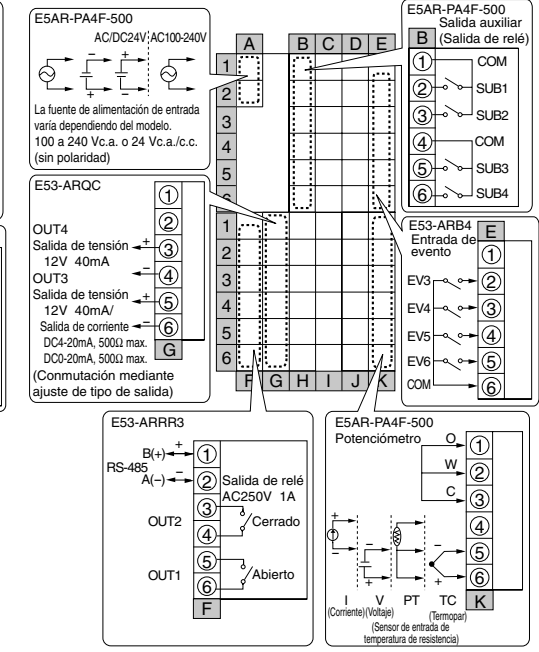 E5AR-PA4F-500
AC/DC24V AC100-240V
+ − − +
La fuente de alimentación de entrada
varía dependiendo del modelo.
100 a 240 Vc.a. o 24 Vc.a./c.c.
(sin polaridad)
A B C D E
1
2
3
4
5
6
1
2
3
4
5
6
F G H I J K
E5AR-PA4F-500
Salida auxiliar
(Salida de relé)
B
1 COM
2 SUB1
3 SUB2
4 COM
5 SUB3
6 SUB4
E53-ARQC
1
2
OUT4
Salida de tensión + 3
12V 40mA
OUT3 − 4
Salida de tensión + 5
12V 40mA/
Salida de corriente − 6
DC4-20mA, 500Ω max.
DC0-20mA, 500Ω max.
G
(Conmutación mediante
ajuste de tipo de salida)
E53-ARB4
Entrada de
evento
E
1
EV3 2
EV4 3
EV5 4
EV6 5
COM 6
E53-ARRR3
B(+) + 1
RS-485
A(−) − 2
Salida de relé
AC250V 1A
3
OUT2 Cerrado
4
5
OUT1 Abierto
6
F
E5AR-PA4F-500
Potenciómetro
O 1
W 2
C 3
4
5
6
K
+ − − + − +
I V PT TC
(Corriente) (Voltaje) (Termopar)
(Sensor de entrada de
temperatura de resistencia)